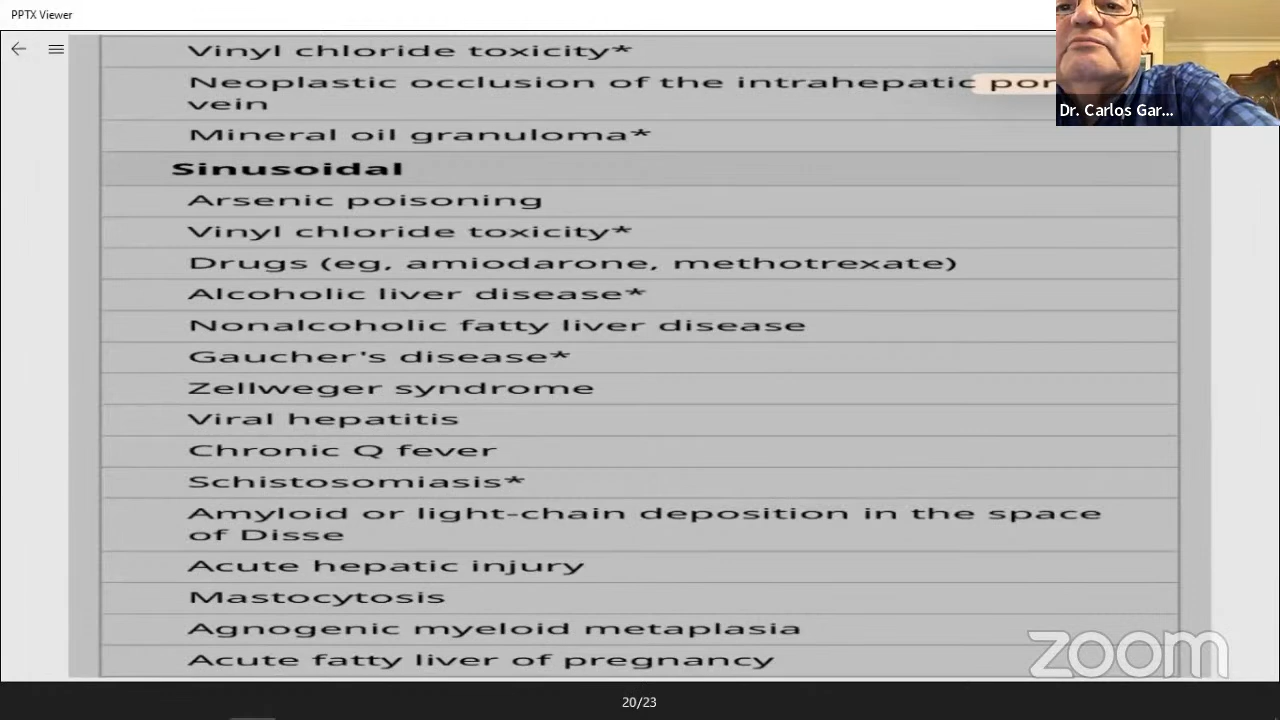 PPTX Viewer
Vinyl chloride toxicity*
Neoplastic occlusion of the intrahepatic
vein
Dr. Carlos Gar...
Mineral oil granuloma*
Sinusoidal
Arsenic poisoning
Vinyl chloride toxicity*
Drugs (eg, amiodarone, methotrexate)
Alcoholic liver disease*
Nonalcoholic fatty liver disease
Gaucher's disease*
Zellweger syndrome
Viral hepatitis
Chronic Q fever
Schistosomiasis*
Amyloid or light-chain deposition in the space
of Disse
Acute hepatic injury
Mastocytosis
Agnogenic myeloid metaplasia
Acute fatty liver of pregnancy
zoom
20/23